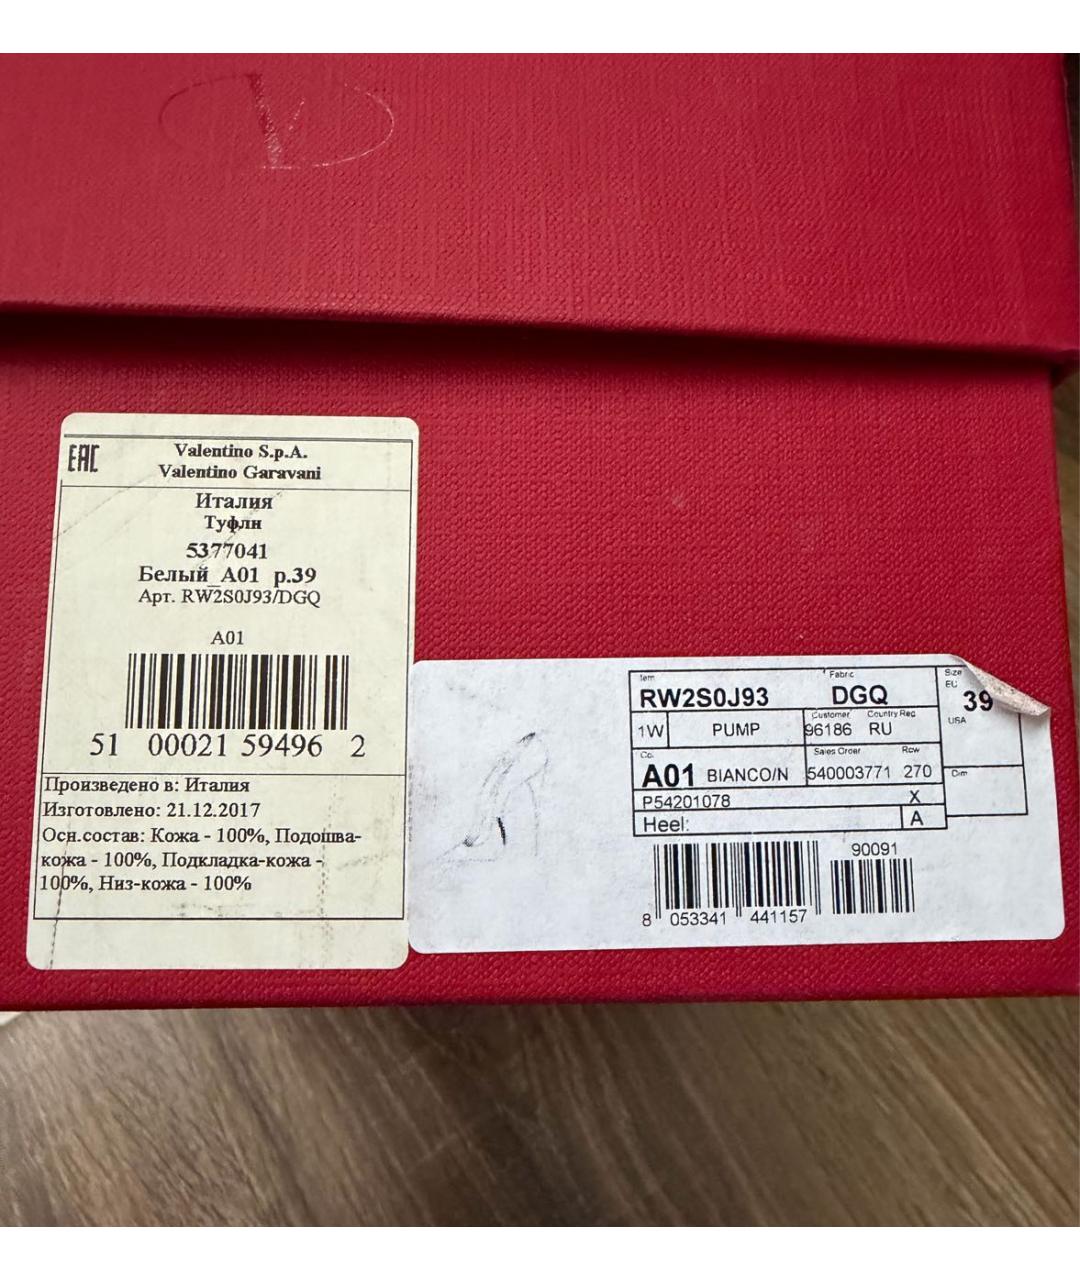 V
EAC
Valentino S.p.A.
Valentino Garavani
Италия
Туфли
5377041
Белый_A01 р.39
Арт. RW2S0J93/DGQ
A01
51 00021 59496 2
Произведено в: Италия
Изготовлено: 21.12.2017
Осн.состав: Кожа - 100%, Подошва-
кожа - 100%, Подкладка-кожа -
100%, Низ-кожа - 100%
Item Fabric Size
RW2S0J93 DGQ EU 39
Customer Country Req USA
1W PUMP 96186 RU
Co. Sales Order Row
A01 BIANCO/N 540003771 270 Dim
P54201078 X
Heel: A
90091
8 053341 441157